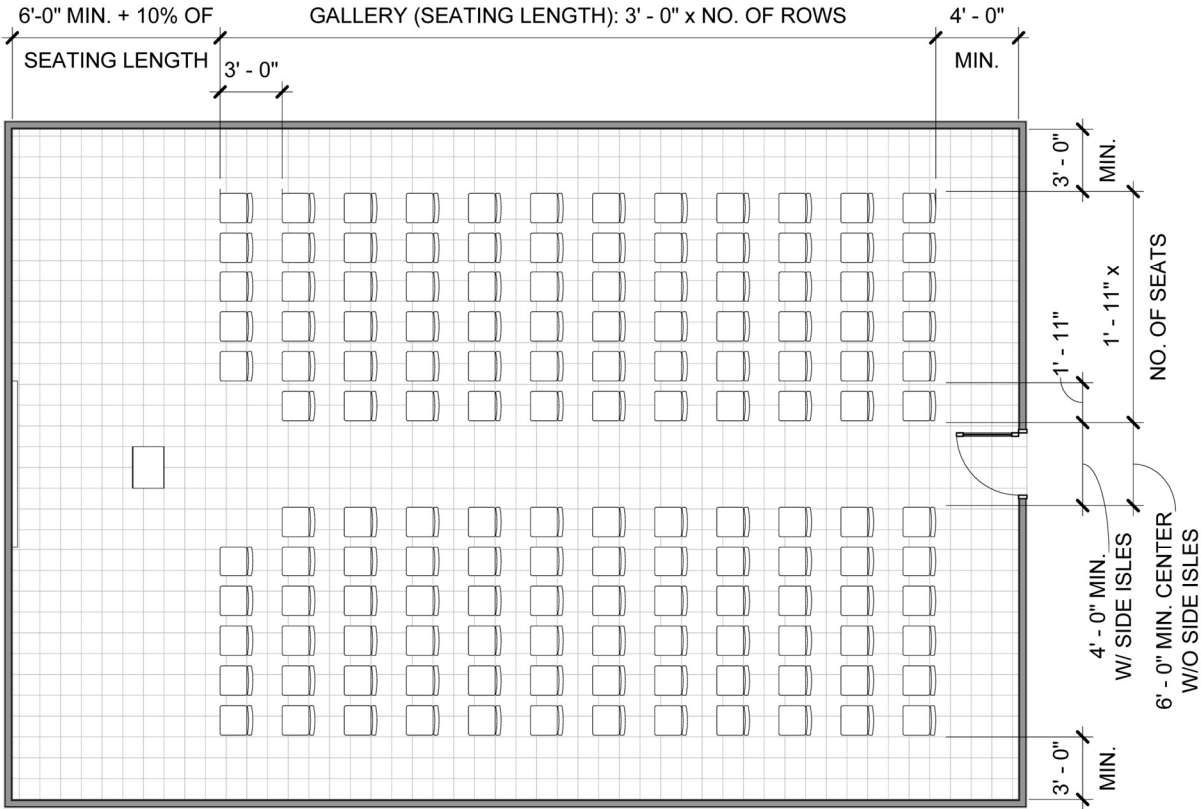 6'-0" MIN. + 10% OF
SEATING LENGTH
GALLERY (SEATING LENGTH): 3' - 0" x NO. OF ROWS
4' - 0"
MIN.
3' - 0"
3' - 0"
MIN.
1' - 11"
1' - 11" x
NO. OF SEATS
4' - 0" MIN.
W/ SIDE ISLES
6' - 0" MIN. CENTER
W/O SIDE ISLES
3' - 0"
MIN.